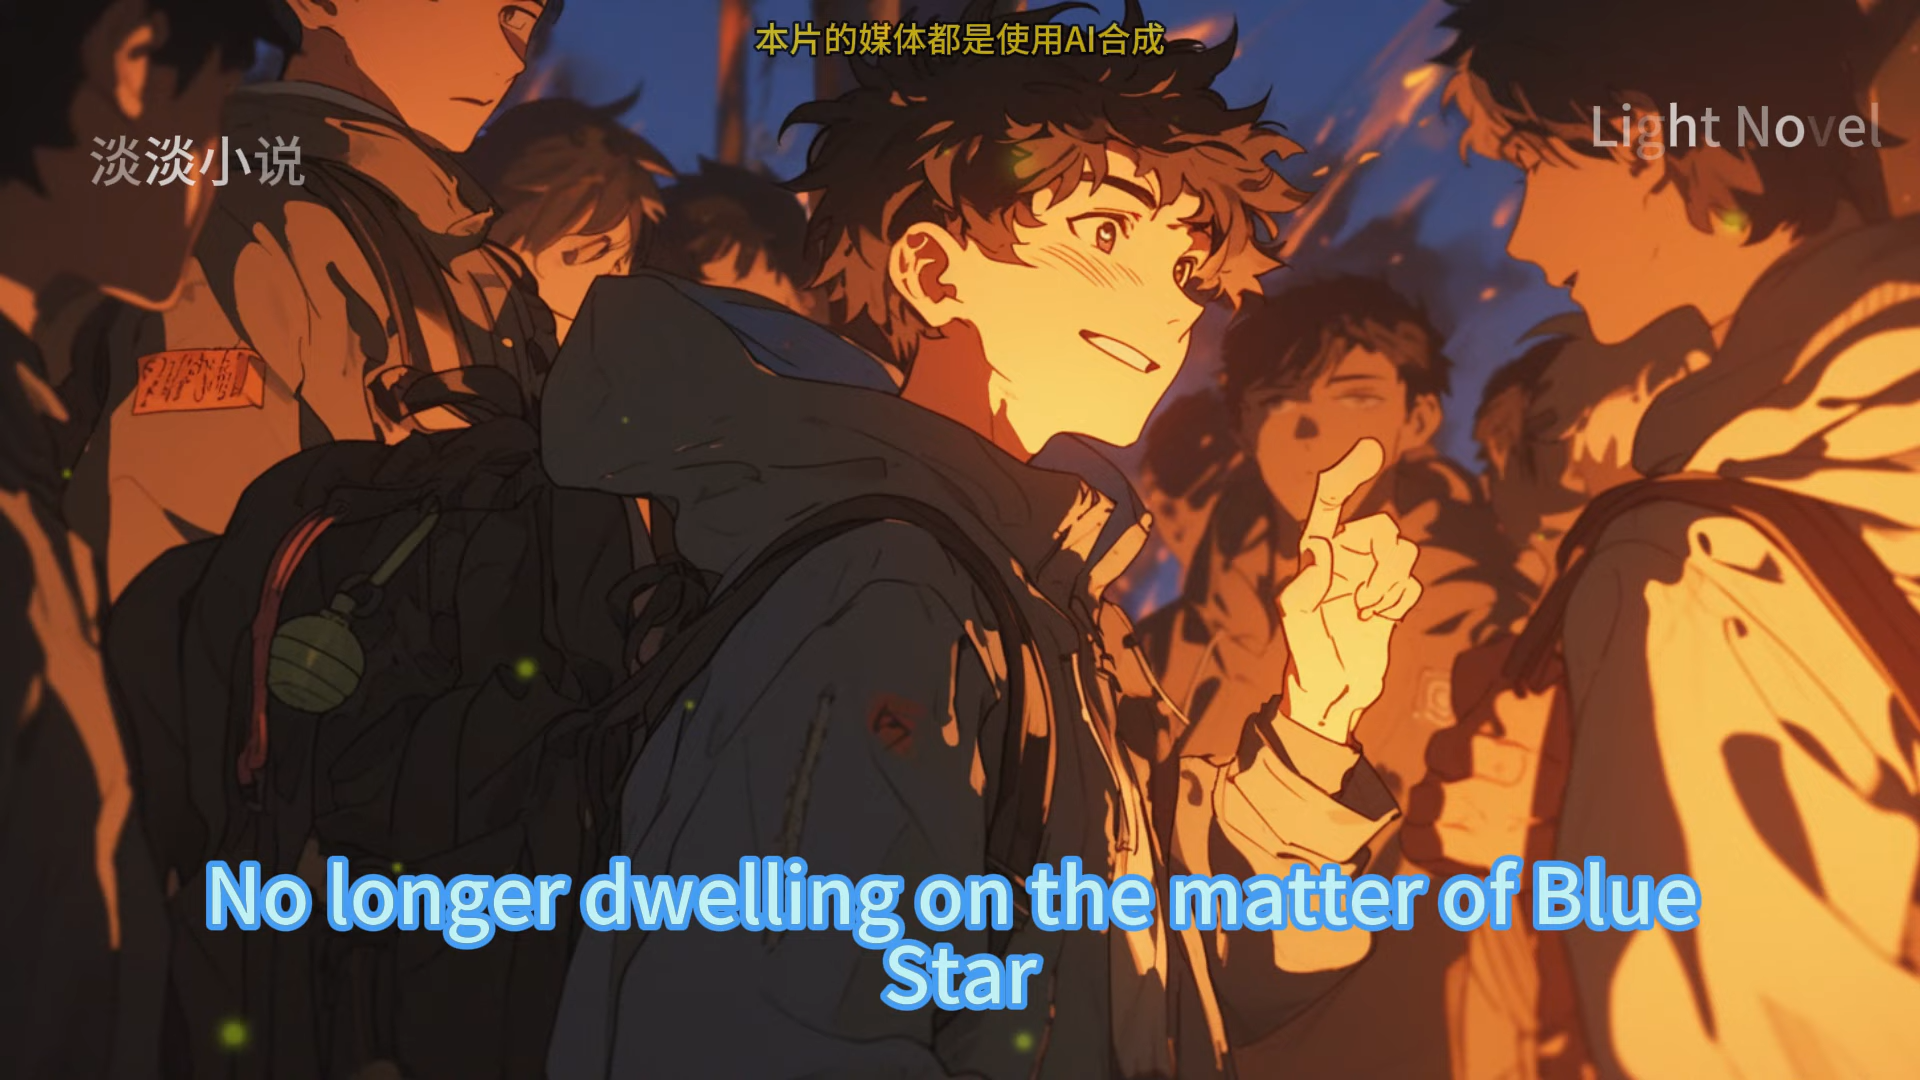 本片的媒体都是使用AI合成
淡淡小说
Light Novel
No longer dwelling on the matter of Blue
Star